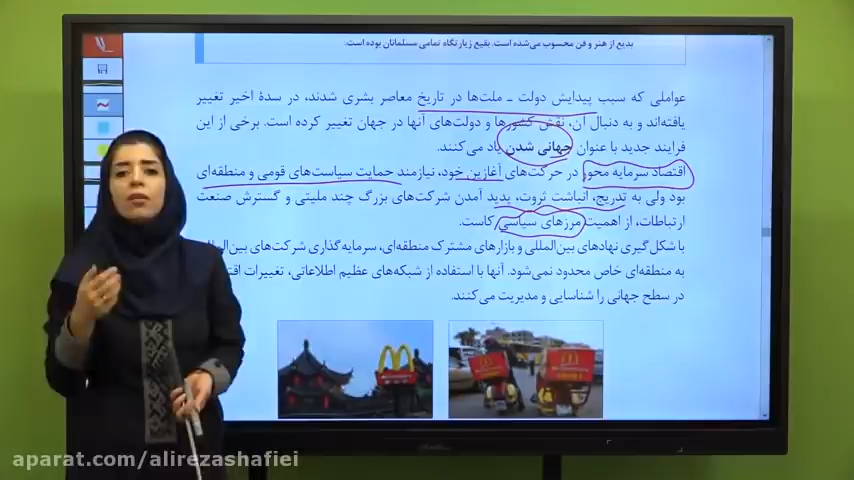 بدیع از هنر و فن محسوب می‌شده است. بقیع زیارتگاه تمامی مسلمانان بوده است.
عواملی که سبب پیدایش دولت ـ ملت‌ها در تاریخ معاصر بشری شدند، در سدهٔ اخیر تغییر
یافته‌اند و به دنبال آن، نقش کشورها و دولت‌های آنها در جهان تغییر کرده است. برخی از این
فرایند جدید با عنوان جهانی شدن یاد می‌کنند.
اقتصاد سرمایه محور در حرکت‌های آغازین خود، نیازمند حمایت سیاست‌های قومی و منطقه‌ای
بود ولی به تدریج، انباشت ثروت، پدید آمدن شرکت‌های بزرگ چند ملیتی و گسترش صنعت
ارتباطات، از اهمیت مرزهای سیاسی کاست.
با شکل‌گیری نهادهای بین‌المللی و بازارهای مشترک منطقه‌ای، سرمایه گذاری شرکت‌های
به منطقه‌ای خاص محدود نمی‌شود. آنها با استفاده از شبکه‌های عظیم اطلاعاتی، تغییرات
در سطح جهانی را شناسایی و مدیریت می‌کنند.
aparat.com/alirezashafiei